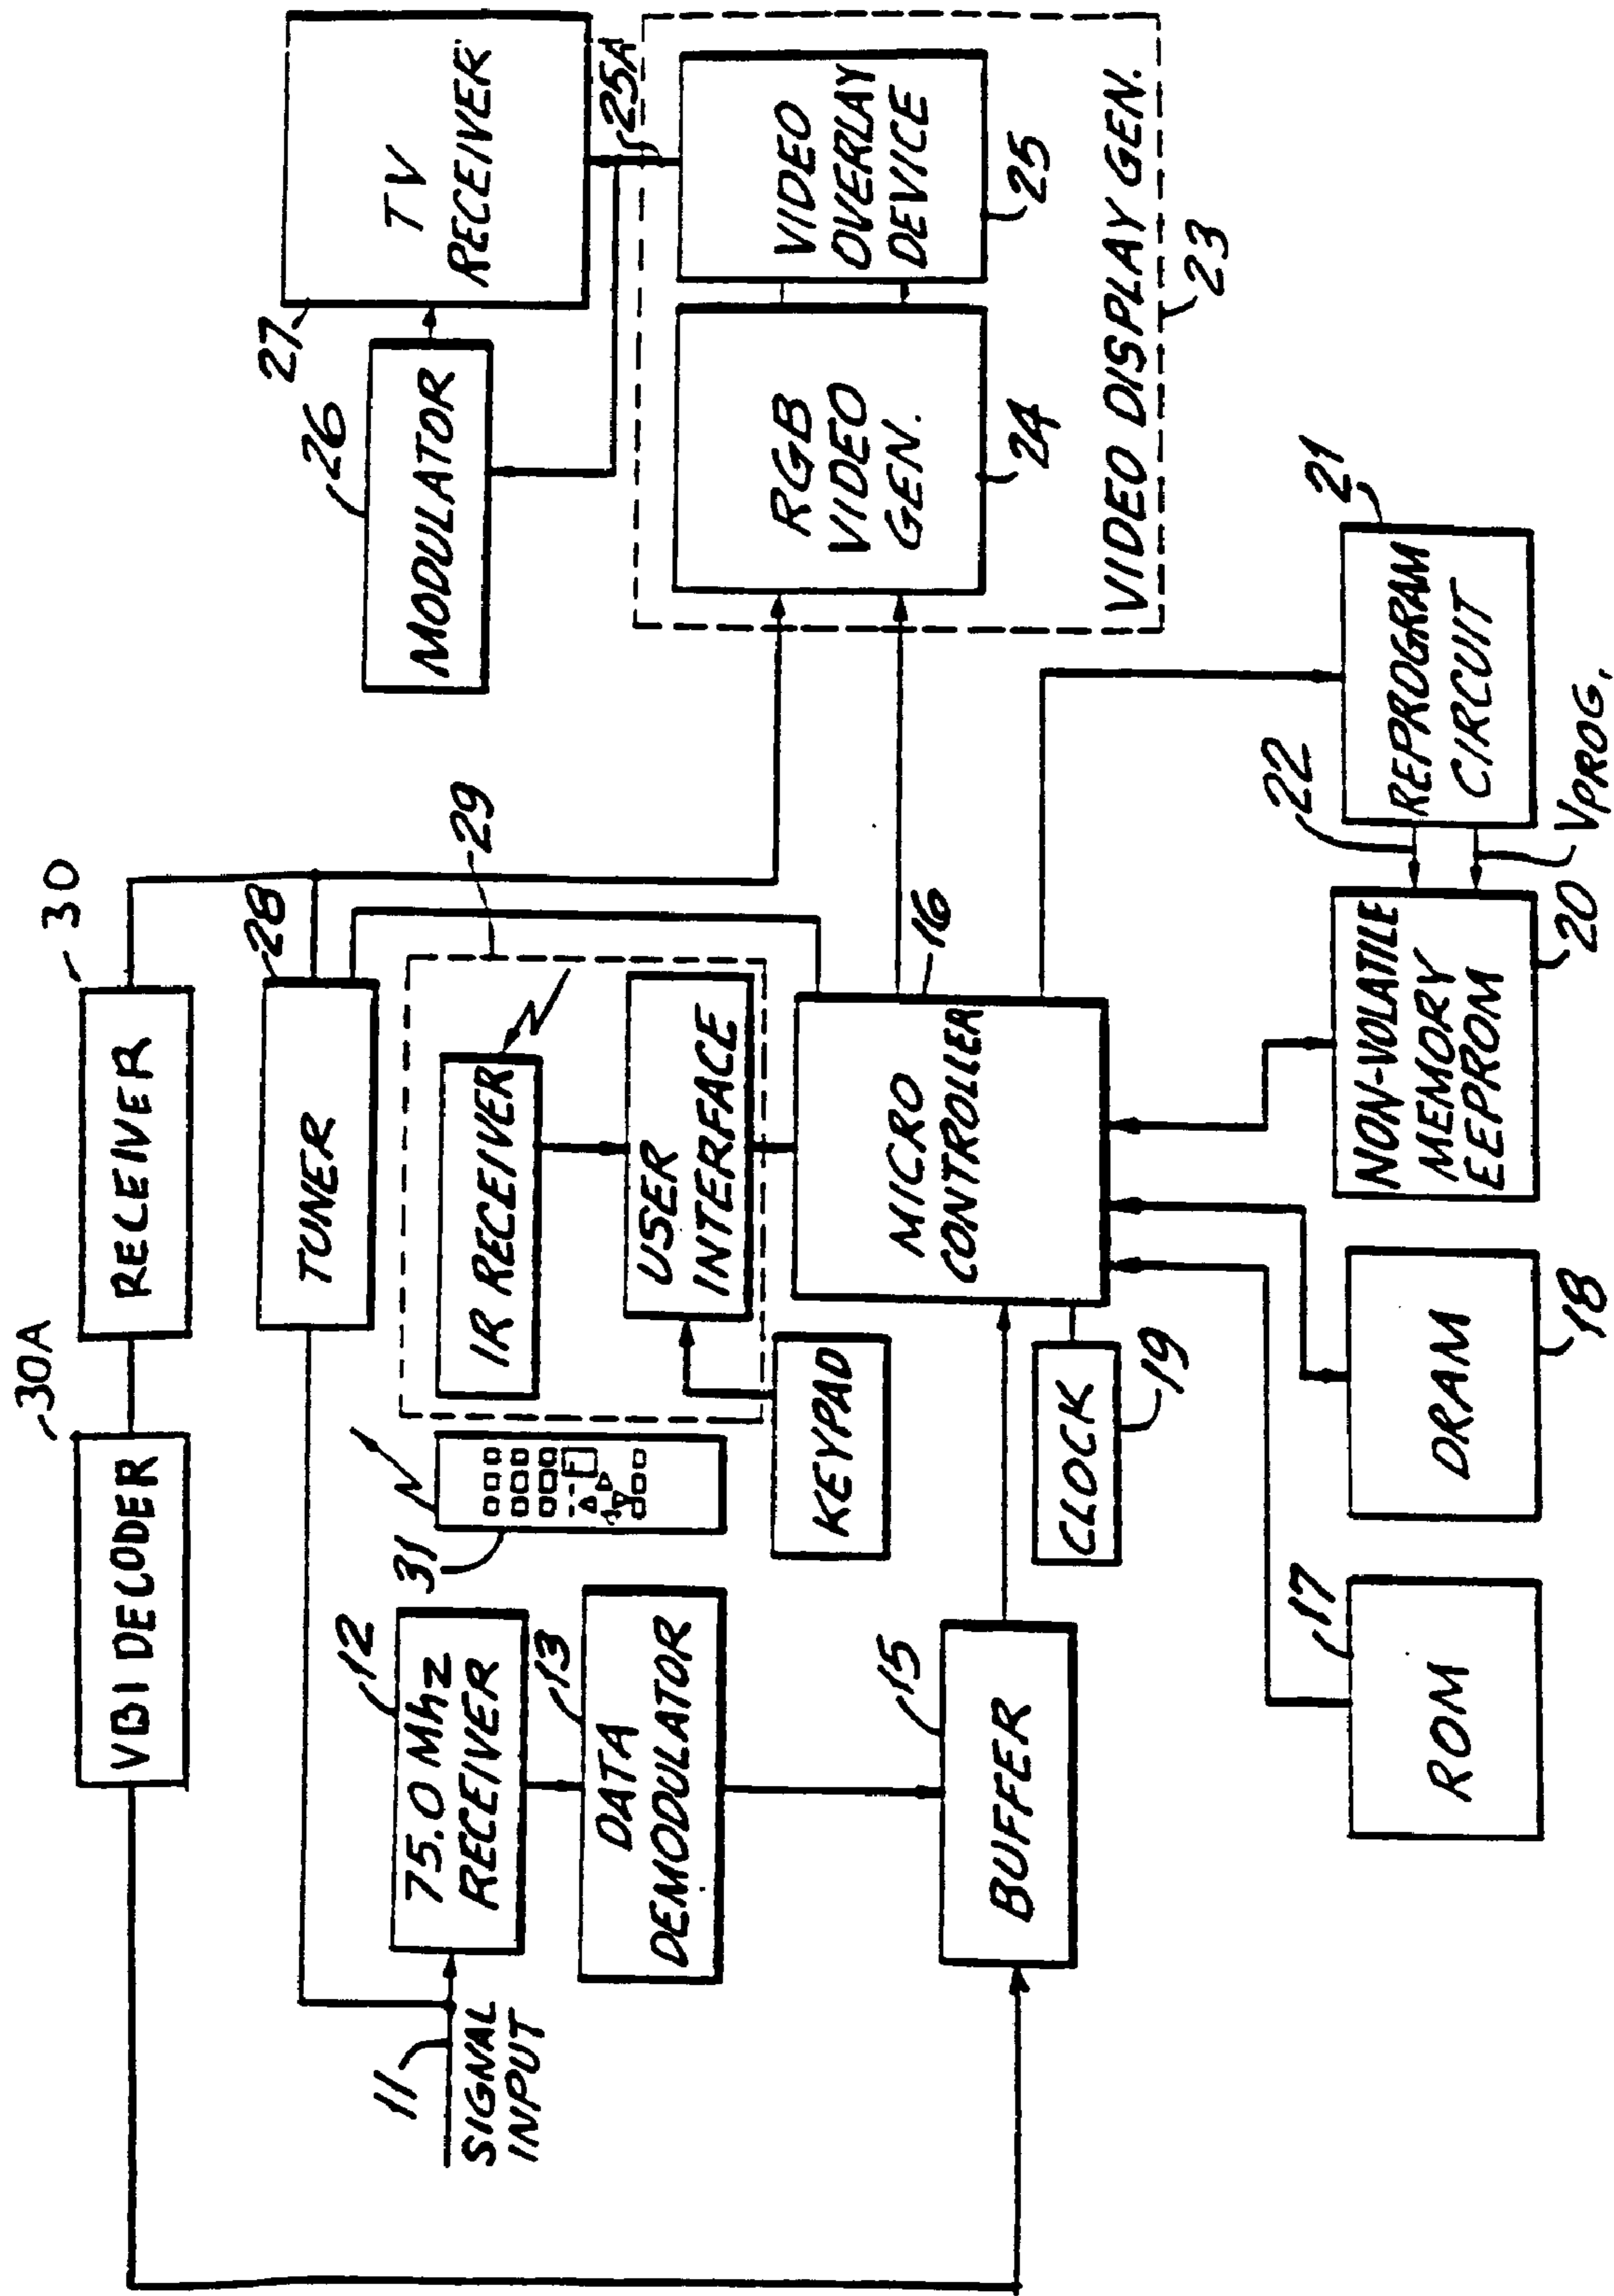 30A
30
VBI DECODER
RECEIVER
28
TUNER
27
TV
RECEIVER
26
MODULATOR
25A
29
IR RECEIVER
USER
INTERFACE
31
KEYPAD
11
SIGNAL
INPUT
12
75.0 Mhz
RECEIVER
13
DATA
DEMODULATOR
15
BUFFER
16
MICRO
CONTROLLER
CLOCK
19
RGB
VIDEO
GEN.
24
VIDEO
OVERLAY
DEVICE
25
VIDEO DISPLAY GEN.
23
17
ROM
DRAM
18
NON-VOLATILE
MEMORY
EEPROM
20
22
VPROG.
21
REPROGRAM
CIRCUIT